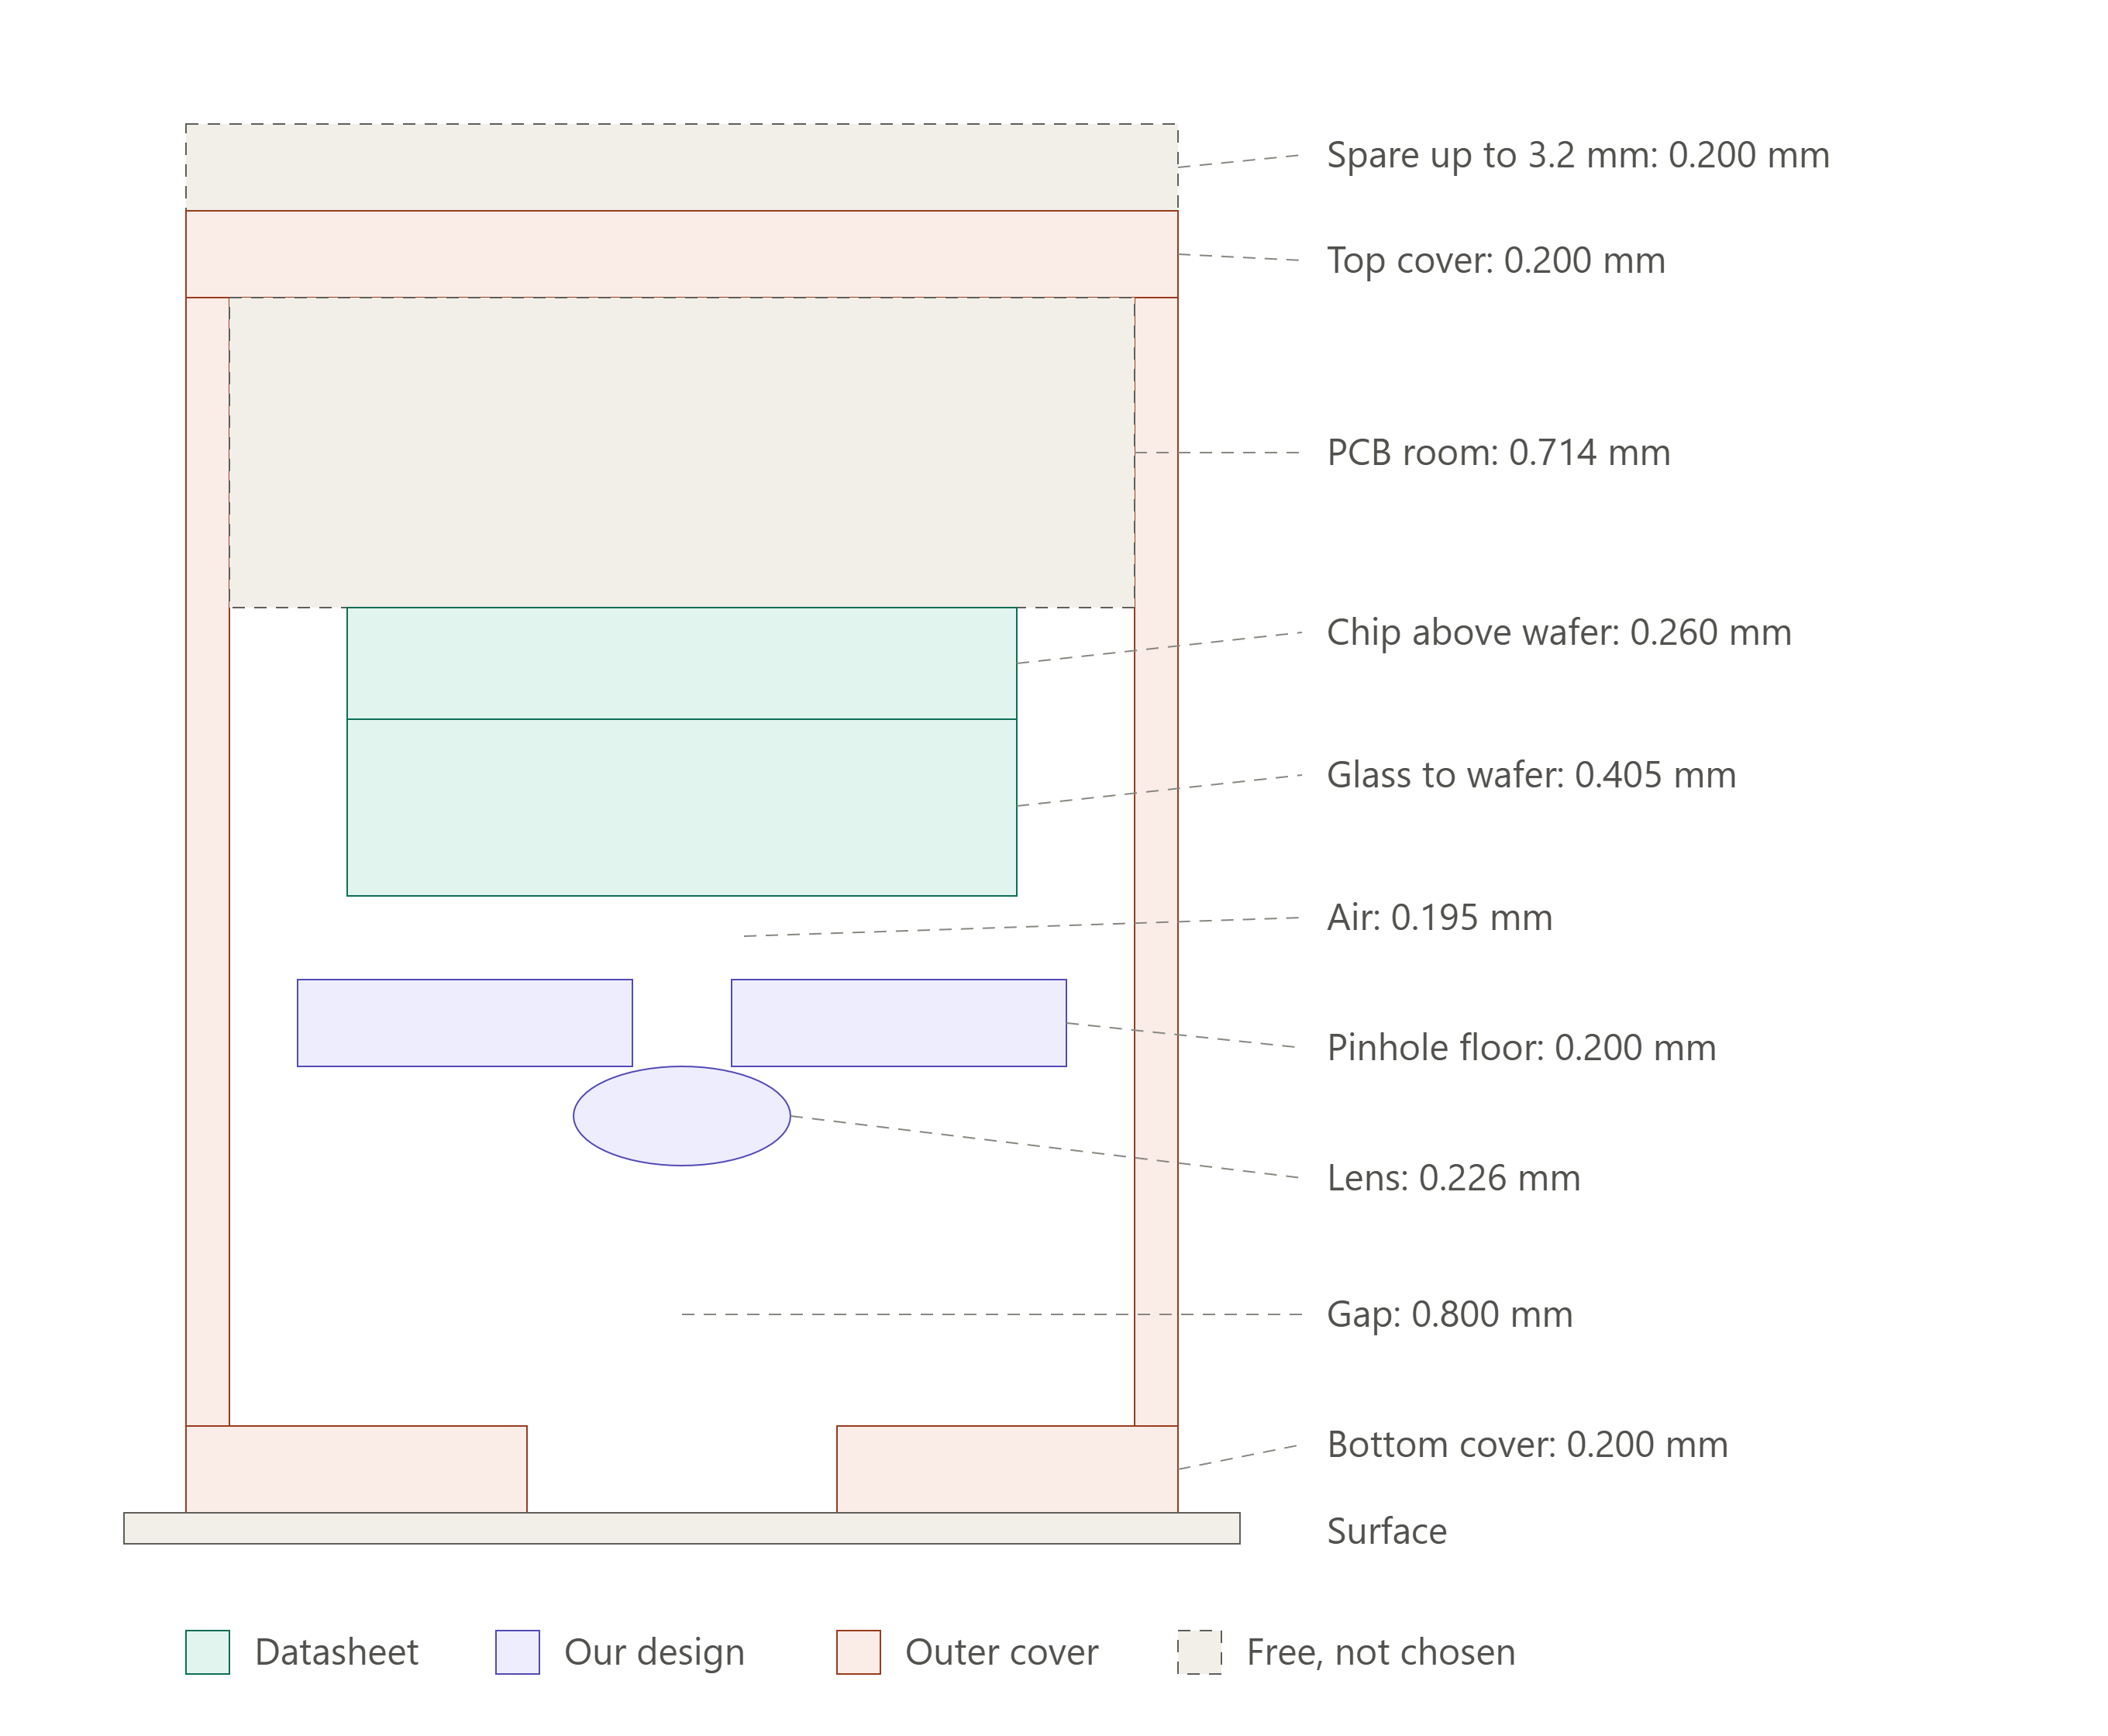 Spare up to 3.2 mm: 0.200 mm
Top cover: 0.200 mm
PCB room: 0.714 mm
Chip above wafer: 0.260 mm
Glass to wafer: 0.405 mm
Air: 0.195 mm
Pinhole floor: 0.200 mm
Lens: 0.226 mm
Gap: 0.800 mm
Bottom cover: 0.200 mm
Surface
Datasheet
Our design
Outer cover
Free, not chosen